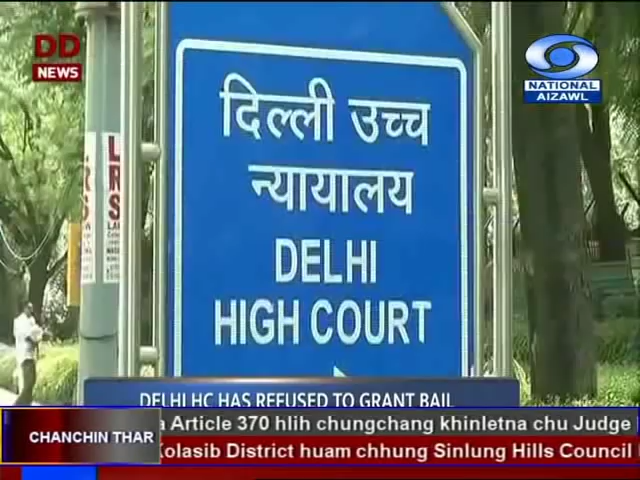 DD
NEWS
NATIONAL
AIZAWL
दिल्ली उच्च
न्यायालय
DELHI
HIGH COURT
DELHI HC HAS REFUSED TO GRANT BAIL
CHANCHIN THAR
a Article 370 hlih chungchang khinletna chu Judge
Kolasib District huam chhung Sinlung Hills Council